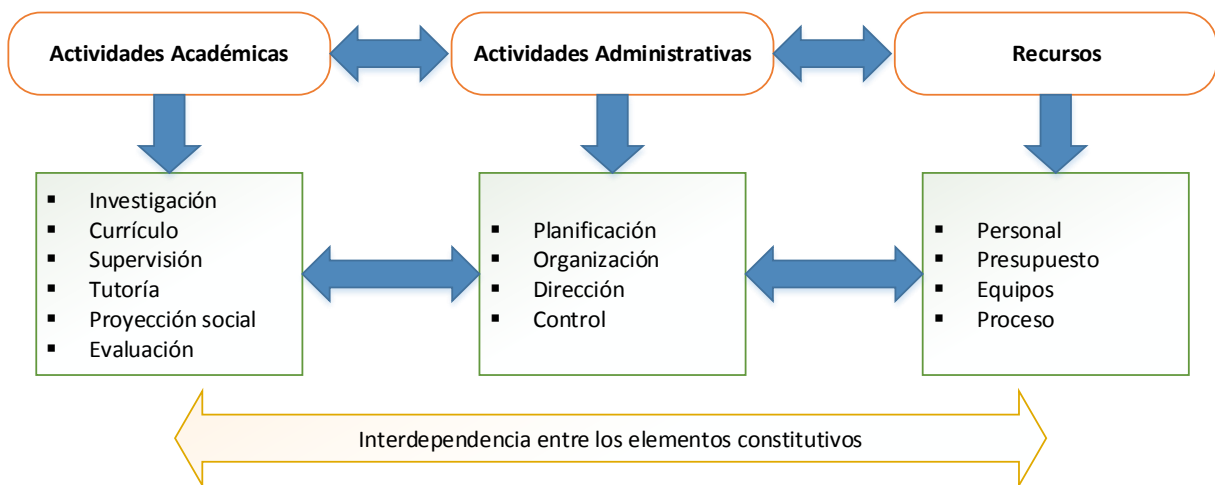 Actividades Académicas
Actividades Administrativas
Recursos
▪ Investigación
▪ Currículo
▪ Supervisión
▪ Tutoría
▪ Proyección social
▪ Evaluación
▪ Planificación
▪ Organización
▪ Dirección
▪ Control
▪ Personal
▪ Presupuesto
▪ Equipos
▪ Proceso
Interdependencia entre los elementos constitutivos